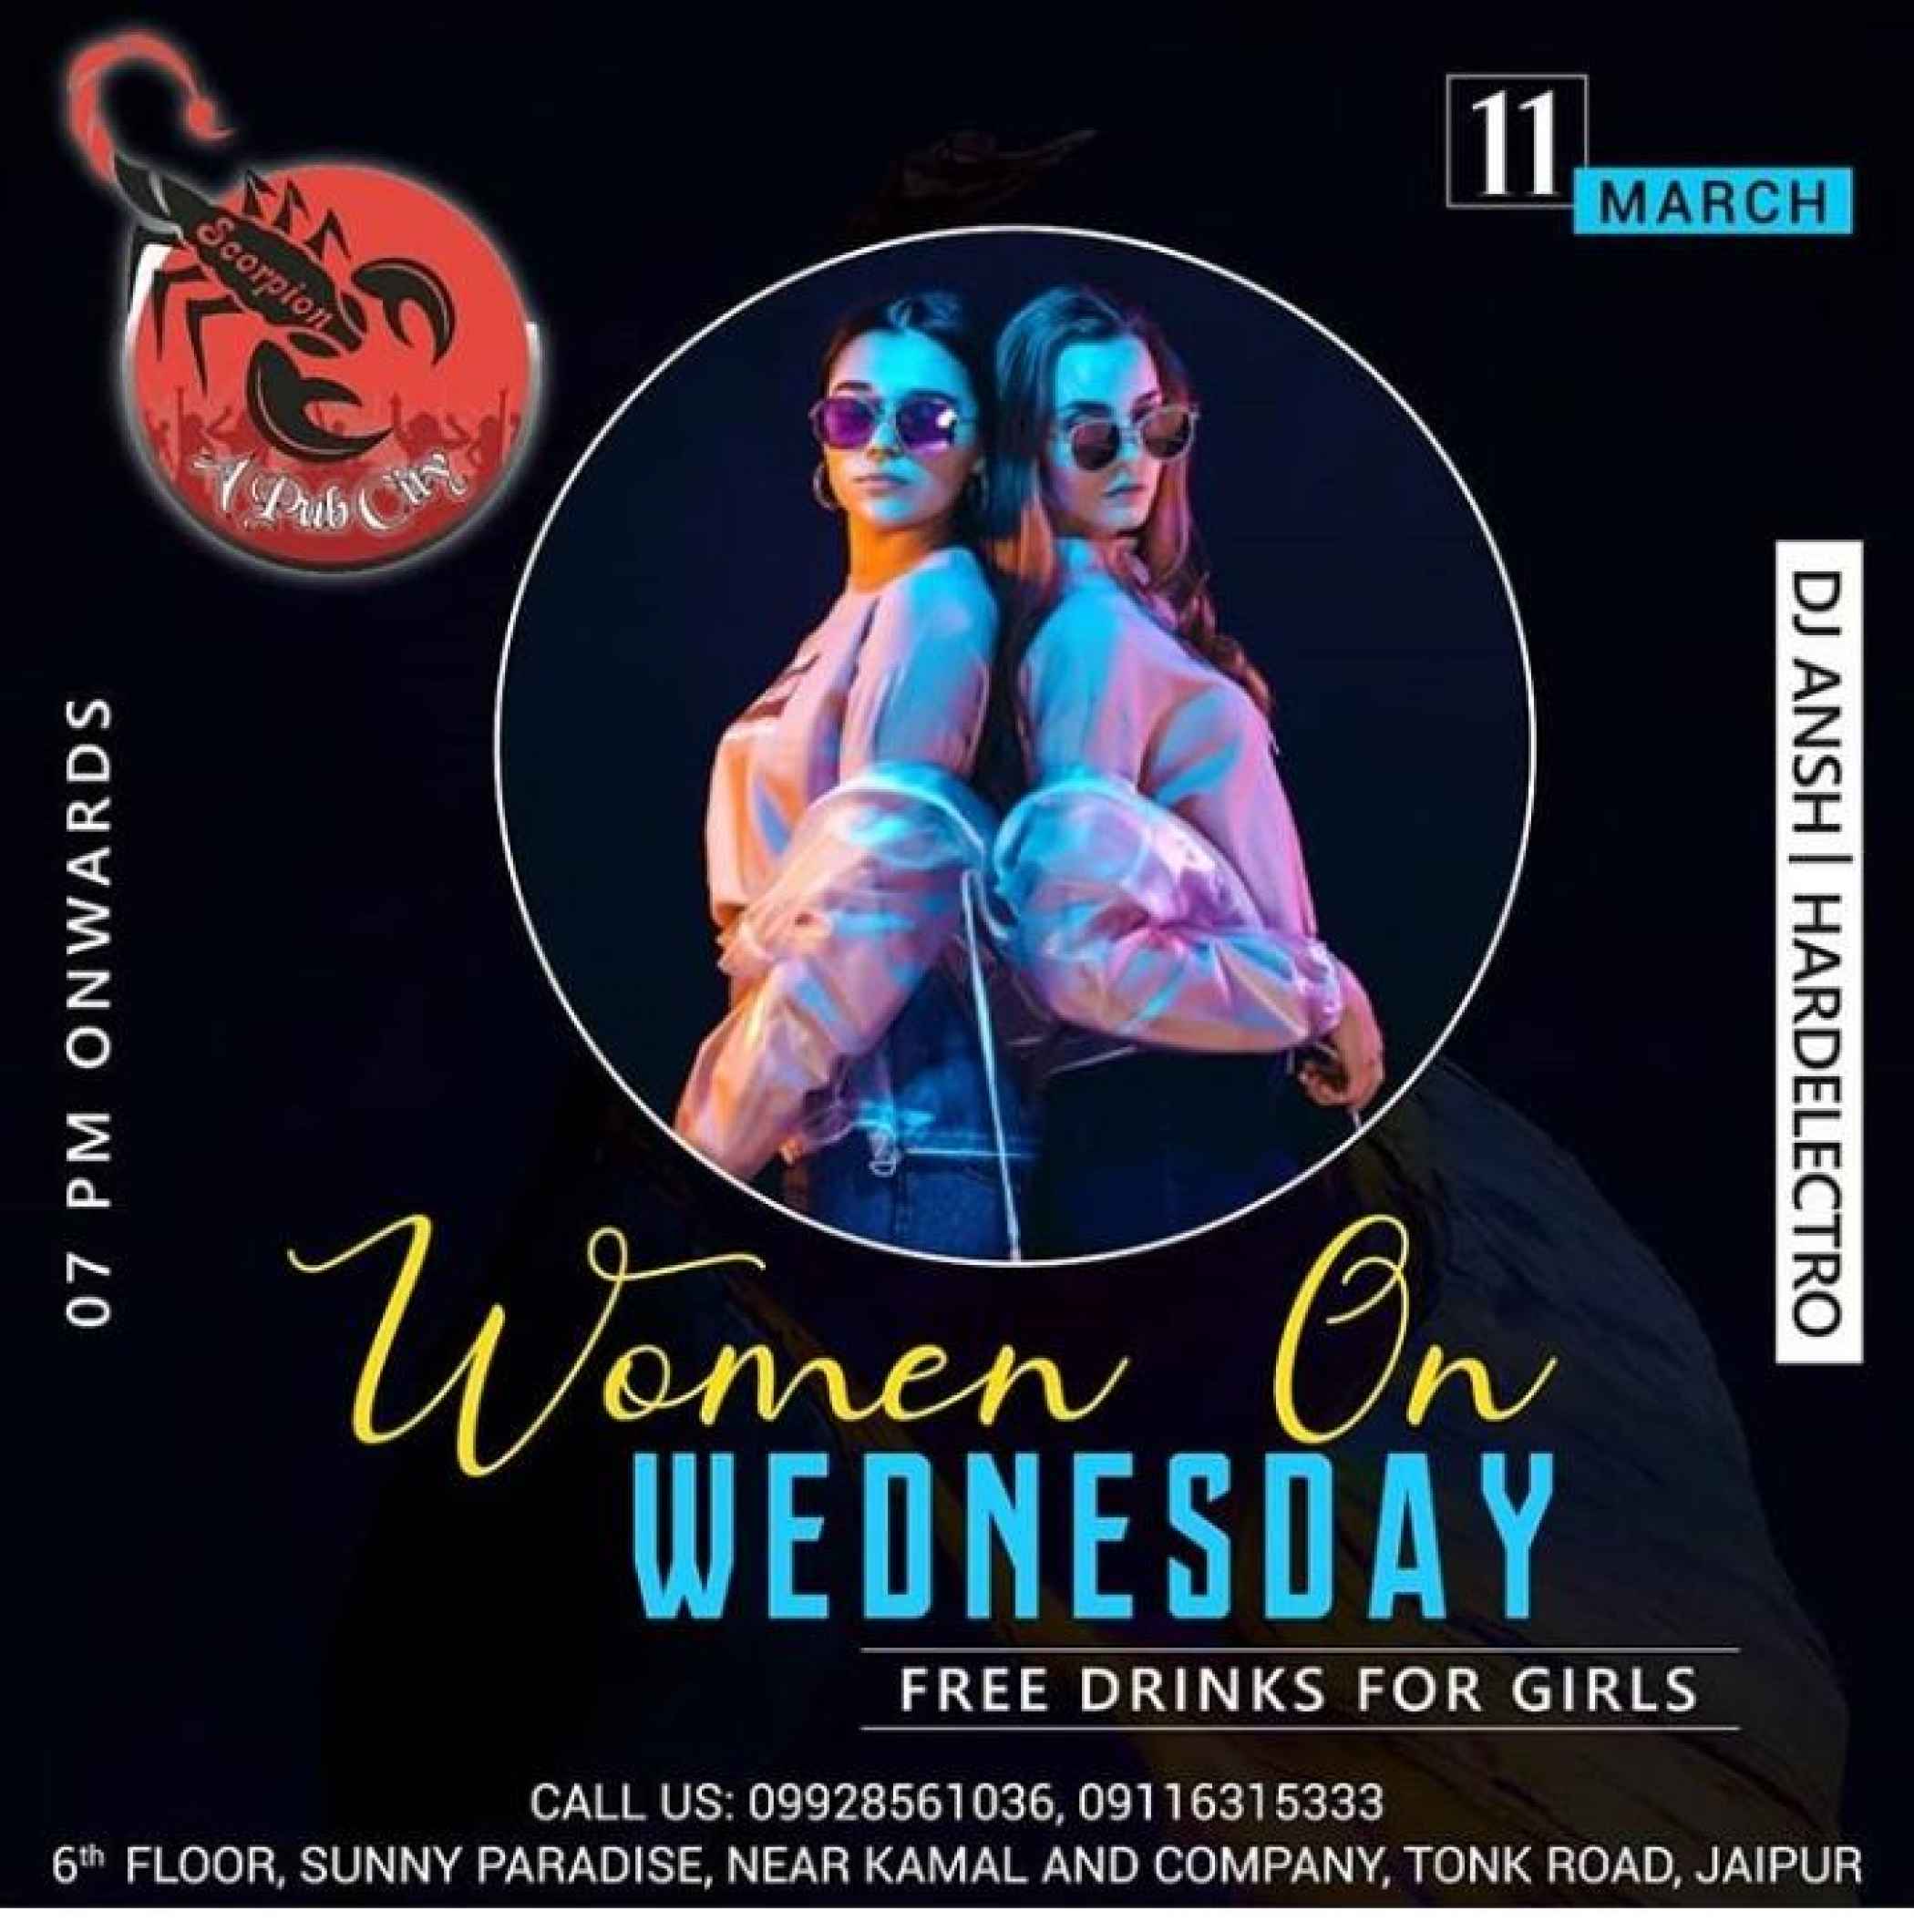 Scorpion
A Pub City
11
MARCH
07 PM ONWARDS
DJ ANSH | HARDELECTRO
Women On
WEDNESDAY
FREE DRINKS FOR GIRLS
CALL US: 09928561036, 09116315333
6th FLOOR, SUNNY PARADISE, NEAR KAMAL AND COMPANY, TONK ROAD, JAIPUR